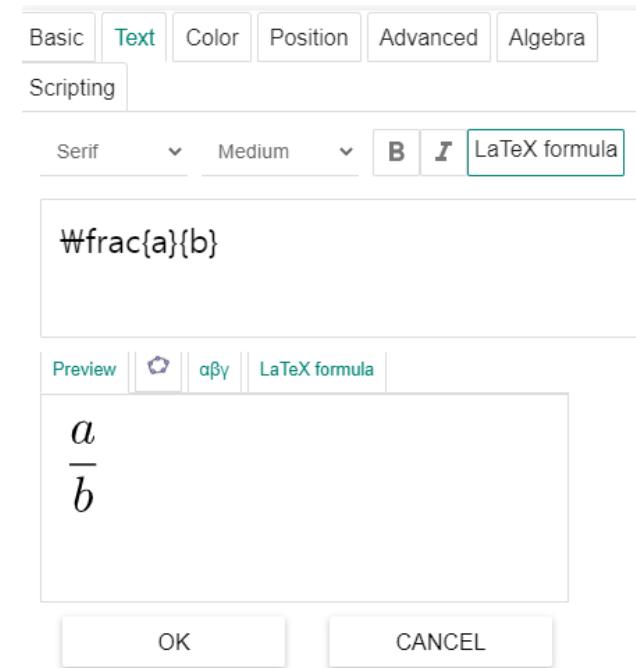 Basic Text Color Position Advanced Algebra
Scripting
Serif Medium B I LaTeX formula
₩frac{a}{b}
Preview αβγ LaTeX formula
a
b
OK CANCEL